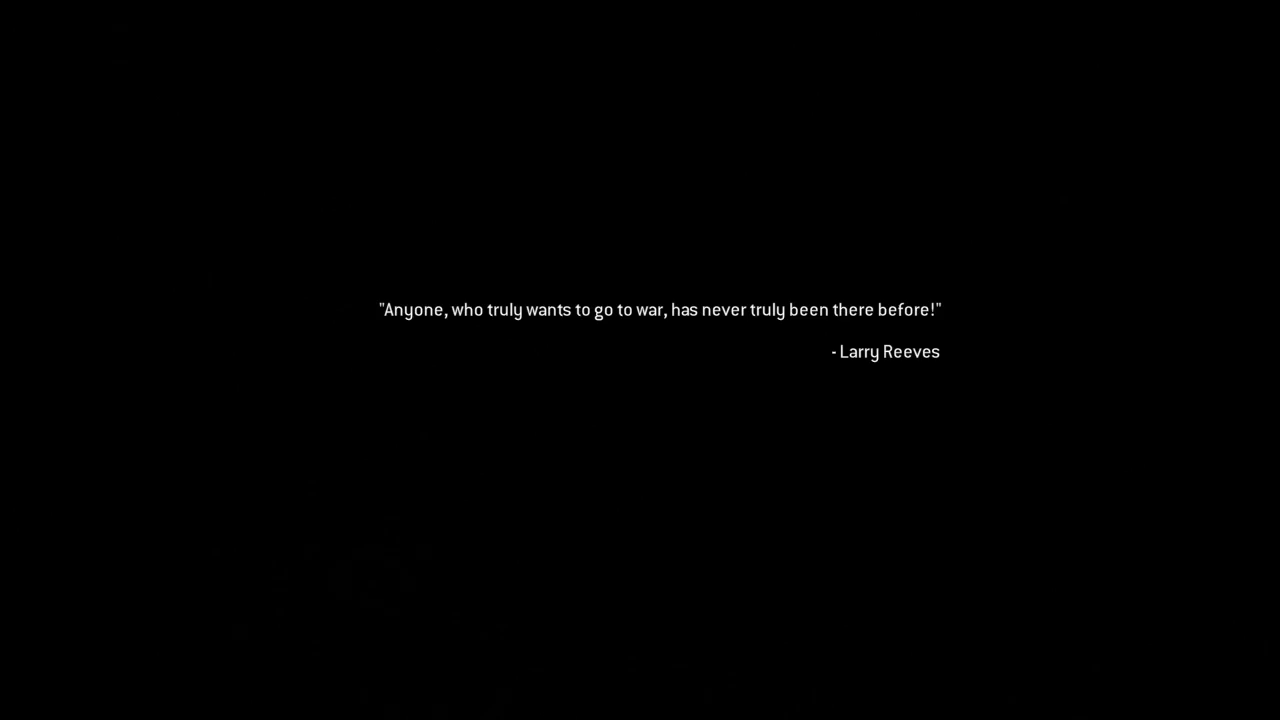 "Anyone, who truly wants to go to war, has never truly been there before!"
- Larry Reeves